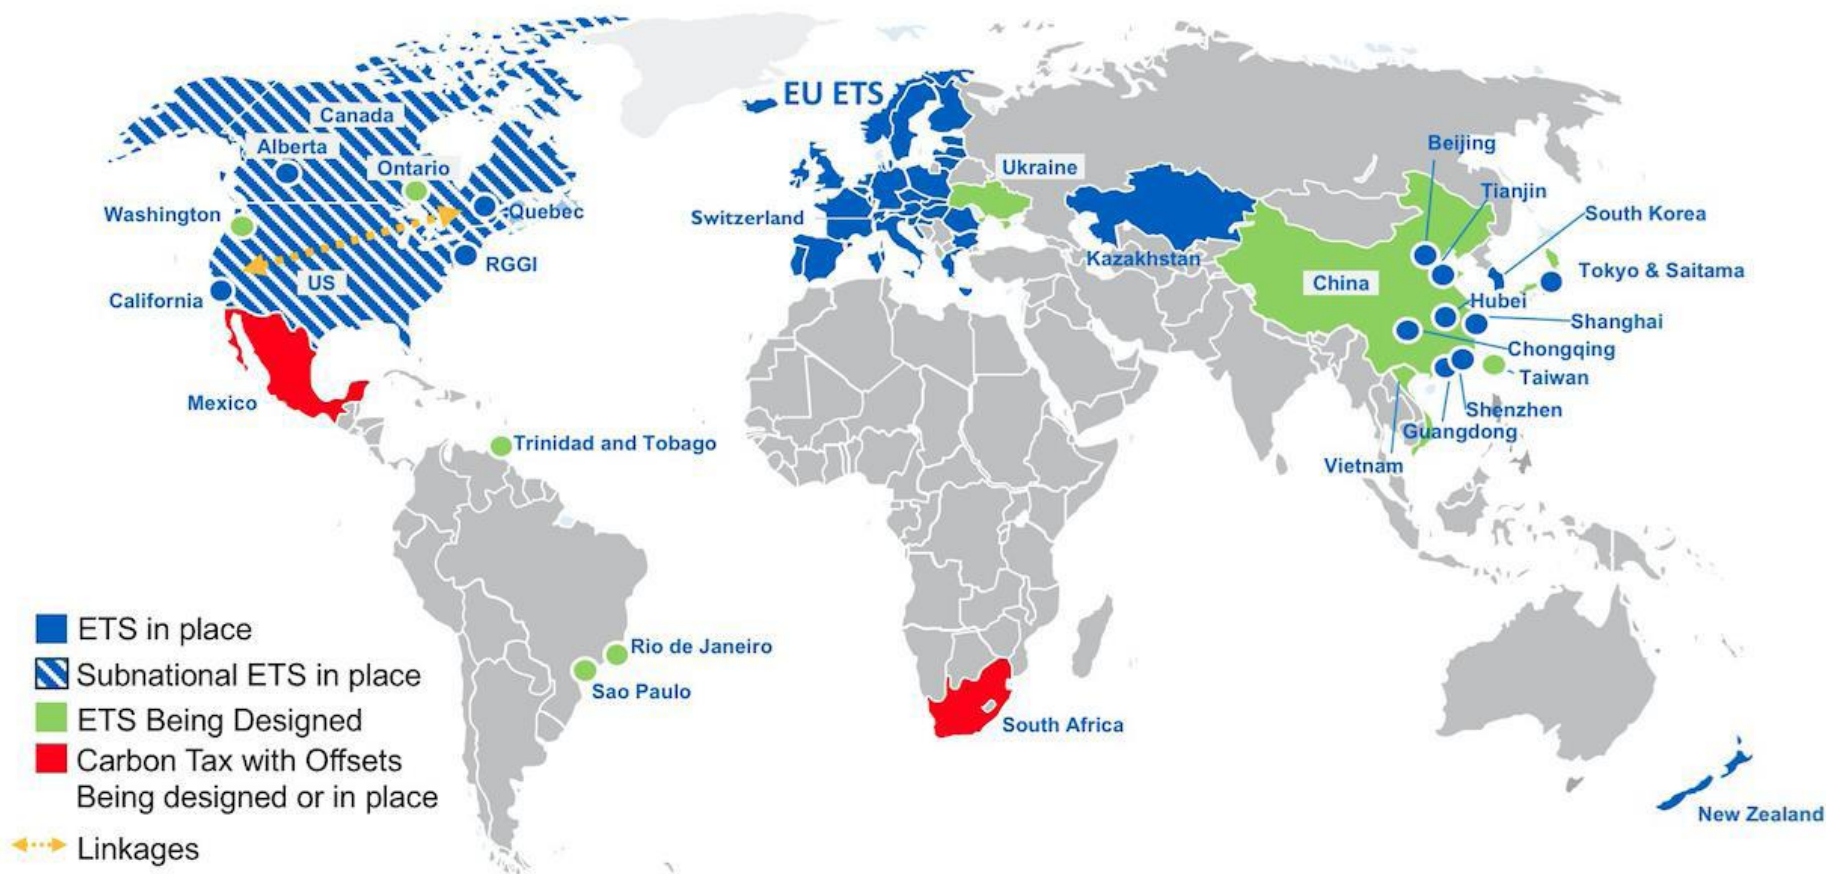 EU ETS
Canada
Alberta
Ontario
Washington
Quebec
RGGI
US
California
Mexico
Trinidad and Tobago
Rio de Janeiro
Sao Paulo
Switzerland
Ukraine
Kazakhstan
South Africa
Beijing
Tianjin
South Korea
Tokyo & Saitama
China
Hubei
Shanghai
Chongqing
Taiwan
Shenzhen
Guangdong
Vietnam
New Zealand
ETS in place
Subnational ETS in place
ETS Being Designed
Carbon Tax with Offsets
Being designed or in place
Linkages